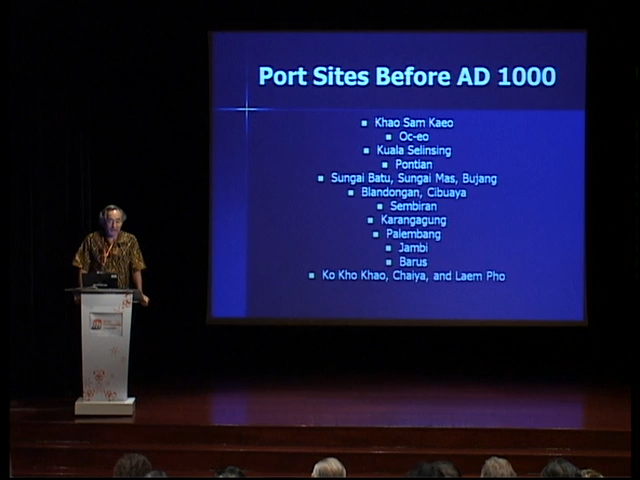 Port Sites Before AD 1000
Khao Sam Kaeo
Oc-eo
Kuala Selinsing
Pontian
Sungai Batu, Sungai Mas, Bujang
Blandongan, Cibuaya
Sembiran
Karangagung
Palembang
Jambi
Barus
Ko Kho Khao, Chaiya, and Laem Pho